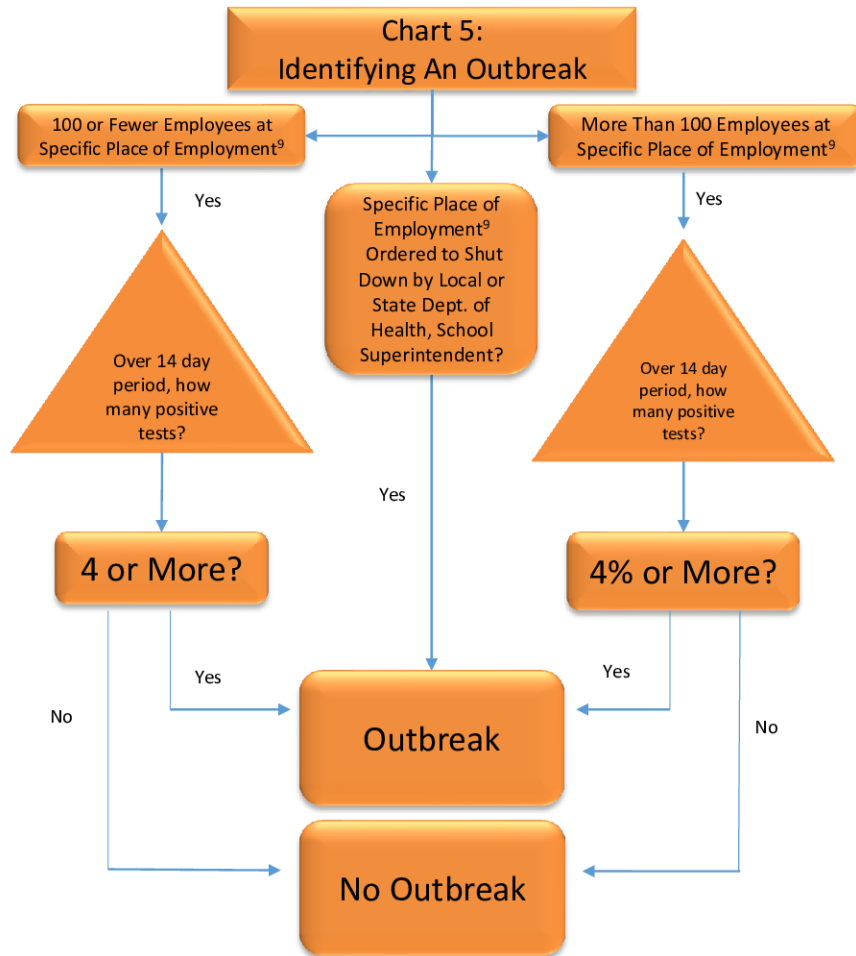 Chart 5:
Identifying An Outbreak
100 or Fewer Employees at
Specific Place of Employment⁹
More Than 100 Employees at
Specific Place of Employment⁹
Yes
Specific Place of
Employment⁹
Ordered to Shut
Down by Local or
State Dept. of
Health, School
Superintendent?
Yes
Over 14 day
period, how
many positive
tests?
Over 14 day
period, how
many positive
tests?
Yes
4 or More?
4% or More?
Yes
Yes
No
No
Outbreak
No Outbreak